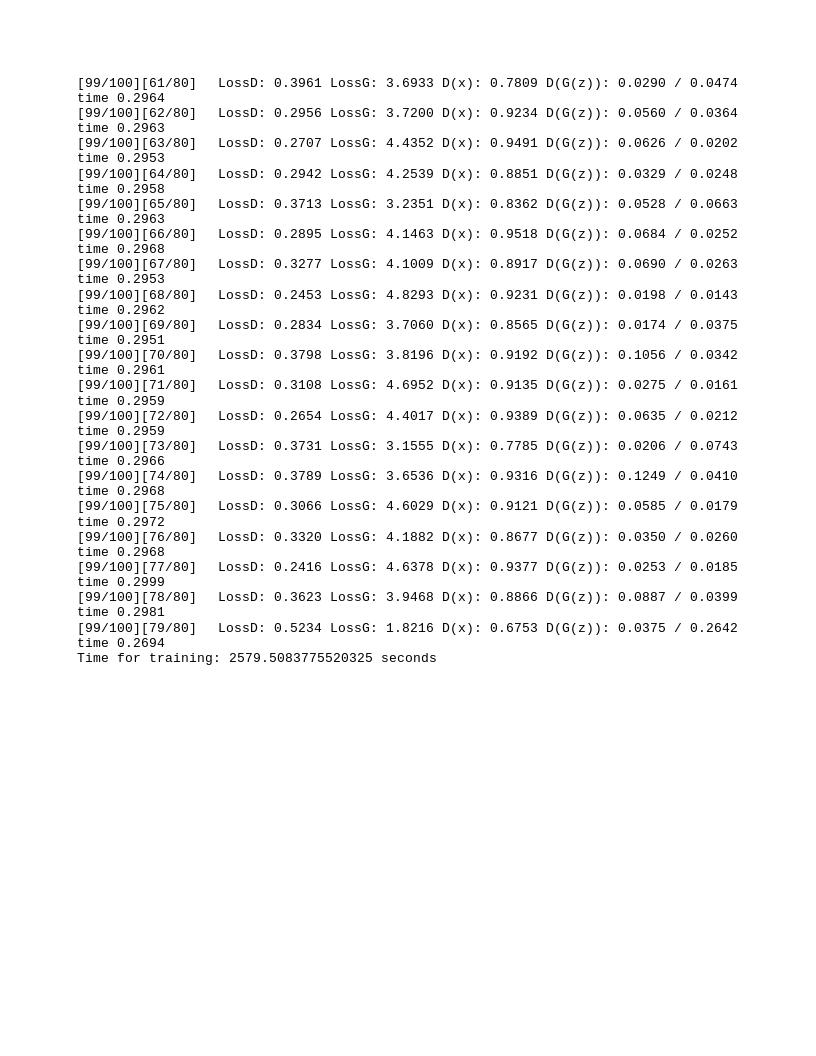 [99/100][61/80] LossD: 0.3961 LossG: 3.6933 D(x): 0.7809 D(G(z)): 0.0290 / 0.0474
time 0.2964
[99/100][62/80] LossD: 0.2956 LossG: 3.7200 D(x): 0.9234 D(G(z)): 0.0560 / 0.0364
time 0.2963
[99/100][63/80] LossD: 0.2707 LossG: 4.4352 D(x): 0.9491 D(G(z)): 0.0626 / 0.0202
time 0.2953
[99/100][64/80] LossD: 0.2942 LossG: 4.2539 D(x): 0.8851 D(G(z)): 0.0329 / 0.0248
time 0.2958
[99/100][65/80] LossD: 0.3713 LossG: 3.2351 D(x): 0.8362 D(G(z)): 0.0528 / 0.0663
time 0.2963
[99/100][66/80] LossD: 0.2895 LossG: 4.1463 D(x): 0.9518 D(G(z)): 0.0684 / 0.0252
time 0.2968
[99/100][67/80] LossD: 0.3277 LossG: 4.1009 D(x): 0.8917 D(G(z)): 0.0690 / 0.0263
time 0.2953
[99/100][68/80] LossD: 0.2453 LossG: 4.8293 D(x): 0.9231 D(G(z)): 0.0198 / 0.0143
time 0.2962
[99/100][69/80] LossD: 0.2834 LossG: 3.7060 D(x): 0.8565 D(G(z)): 0.0174 / 0.0375
time 0.2951
[99/100][70/80] LossD: 0.3798 LossG: 3.8196 D(x): 0.9192 D(G(z)): 0.1056 / 0.0342
time 0.2961
[99/100][71/80] LossD: 0.3108 LossG: 4.6952 D(x): 0.9135 D(G(z)): 0.0275 / 0.0161
time 0.2959
[99/100][72/80] LossD: 0.2654 LossG: 4.4017 D(x): 0.9389 D(G(z)): 0.0635 / 0.0212
time 0.2959
[99/100][73/80] LossD: 0.3731 LossG: 3.1555 D(x): 0.7785 D(G(z)): 0.0206 / 0.0743
time 0.2966
[99/100][74/80] LossD: 0.3789 LossG: 3.6536 D(x): 0.9316 D(G(z)): 0.1249 / 0.0410
time 0.2968
[99/100][75/80] LossD: 0.3066 LossG: 4.6029 D(x): 0.9121 D(G(z)): 0.0585 / 0.0179
time 0.2972
[99/100][76/80] LossD: 0.3320 LossG: 4.1882 D(x): 0.8677 D(G(z)): 0.0350 / 0.0260
time 0.2968
[99/100][77/80] LossD: 0.2416 LossG: 4.6378 D(x): 0.9377 D(G(z)): 0.0253 / 0.0185
time 0.2999
[99/100][78/80] LossD: 0.3623 LossG: 3.9468 D(x): 0.8866 D(G(z)): 0.0887 / 0.0399
time 0.2981
[99/100][79/80] LossD: 0.5234 LossG: 1.8216 D(x): 0.6753 D(G(z)): 0.0375 / 0.2642
time 0.2694
Time for training: 2579.5083775520325 seconds